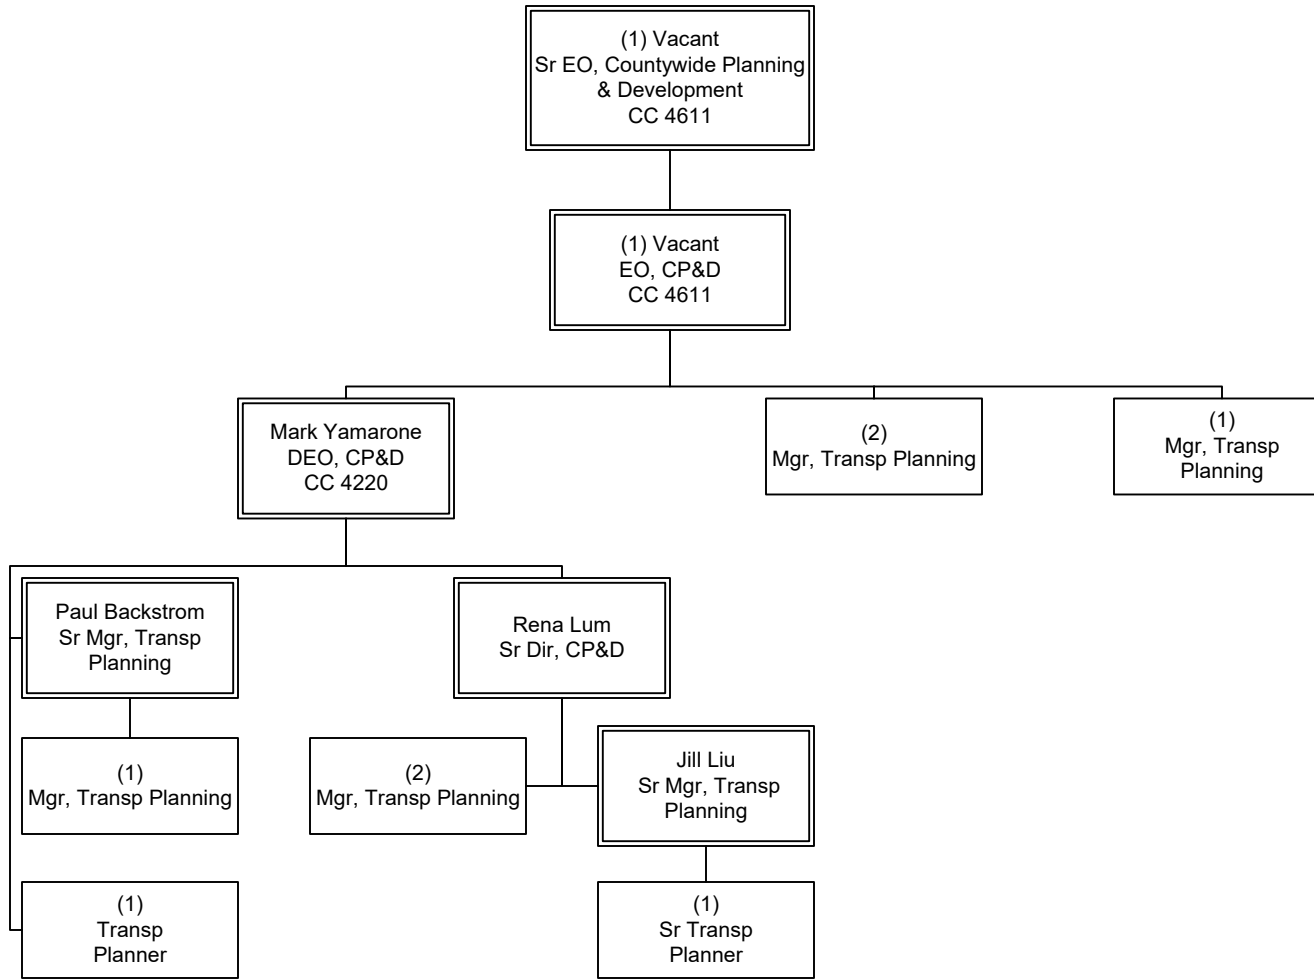 (1) Vacant
Sr EO, Countywide Planning
& Development
CC 4611
(1) Vacant
EO, CP&D
CC 4611
Mark Yamarone
DEO, CP&D
CC 4220
(2)
Mgr, Transp Planning
(1)
Mgr, Transp
Planning
Paul Backstrom
Sr Mgr, Transp
Planning
Rena Lum
Sr Dir, CP&D
(1)
Mgr, Transp Planning
(2)
Mgr, Transp Planning
Jill Liu
Sr Mgr, Transp
Planning
(1)
Transp
Planner
(1)
Sr Transp
Planner